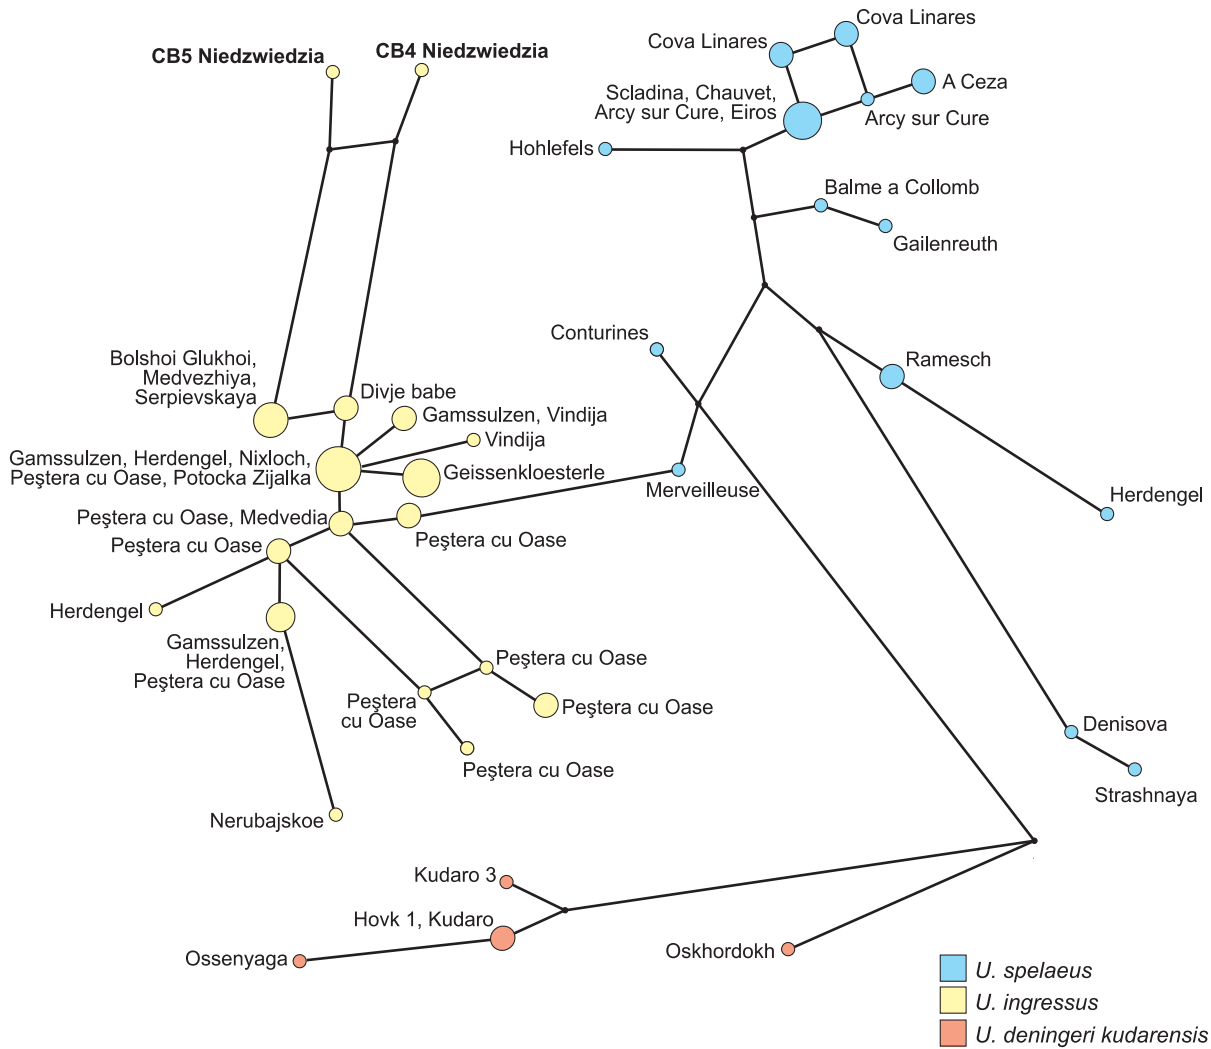 Cova Linares
Cova Linares
CB5 Niedzwiedzia
CB4 Niedzwiedzia
A Ceza
Scladina, Chauvet,
Arcy sur Cure, Eiros
Arcy sur Cure
Hohlefels
Balme a Collomb
Gailenreuth
Conturines
Bolshoi Glukhoi,
Medvezhiya,
Serpievskaya
Ramesch
Divje babe
Gamssulzen, Vindija
Vindija
Gamssulzen, Herdengel, Nixloch,
Peştera cu Oase, Potocka Zijalka
Geissenkloesterle
Merveilleuse
Herdengel
Peştera cu Oase, Medvedia
Peştera cu Oase
Peştera cu Oase
Herdengel
Gamssulzen,
Herdengel,
Peştera cu Oase
Peştera cu Oase
Peştera
cu Oase
Peştera cu Oase
Peştera cu Oase
Denisova
Strashnaya
Nerubajskoe
Kudaro 3
Hovk 1, Kudaro
Ossenyaga
Oskhordokh
U. spelaeus
U. ingressus
U. deningeri kudarensis